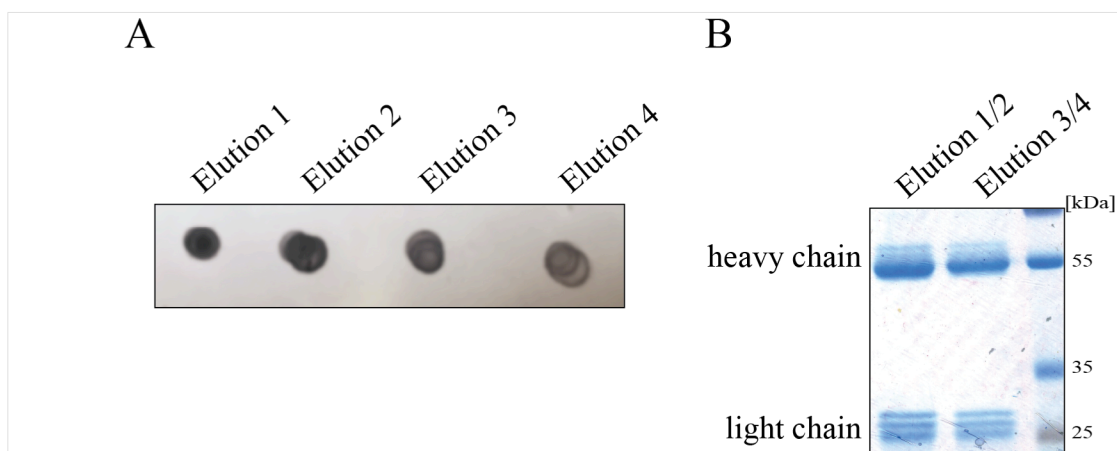 A
Elution 1
Elution 2
Elution 3
Elution 4
B
Elution 1/2
Elution 3/4
[kDa]
heavy chain
55
35
light chain
25